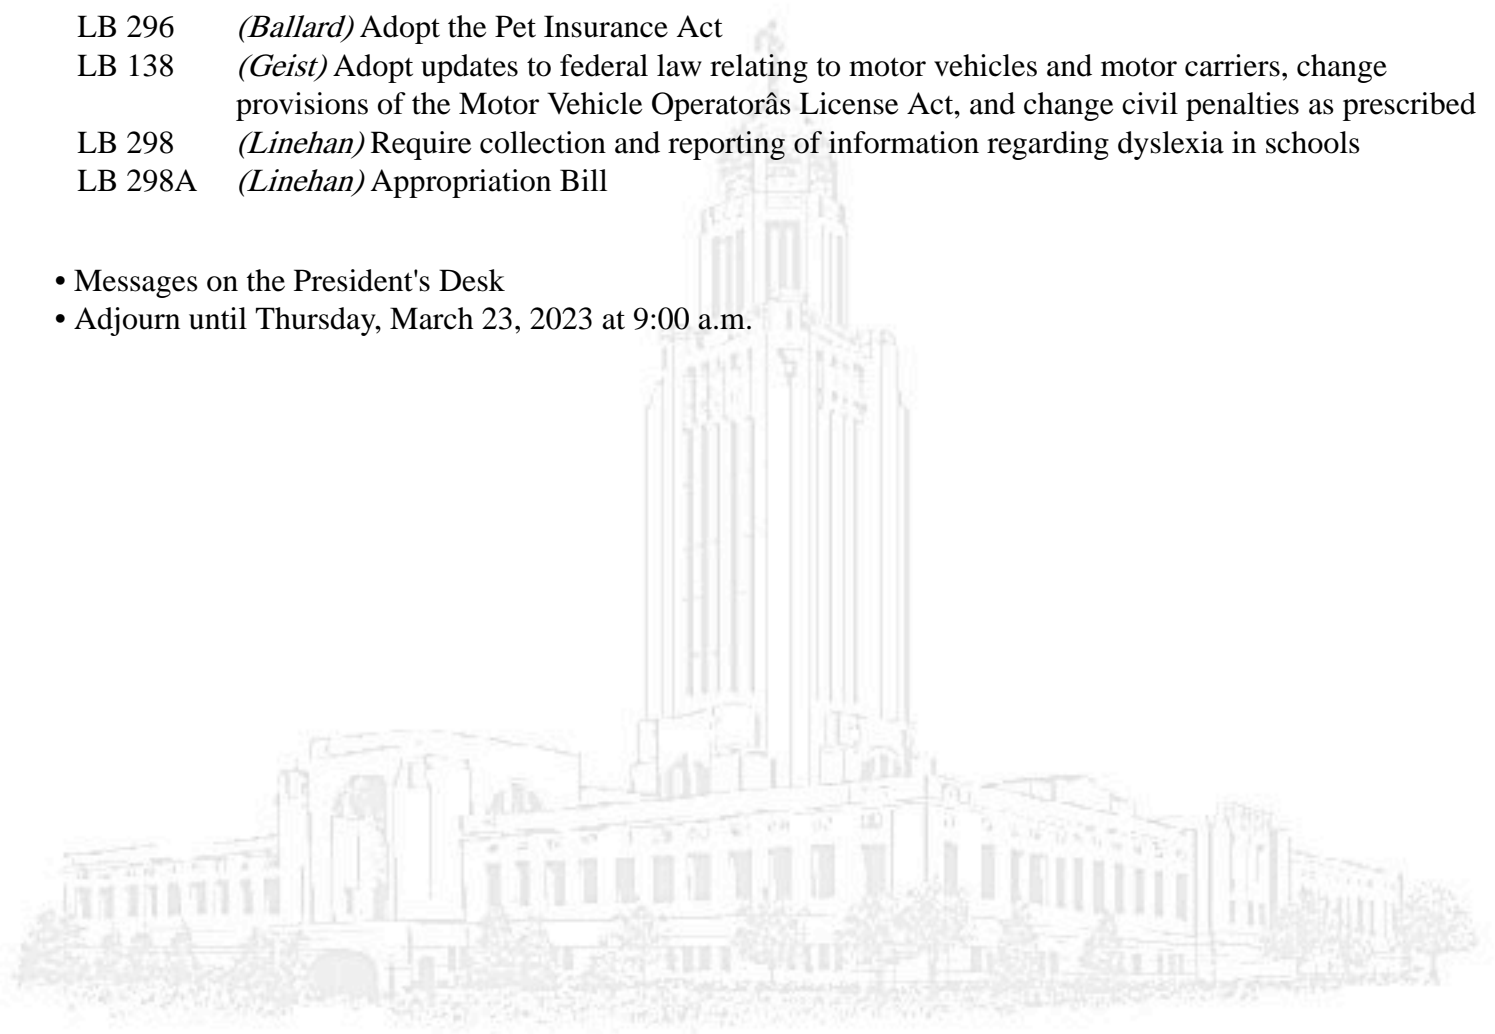 LB 296 (Ballard) Adopt the Pet Insurance Act
LB 138 (Geist) Adopt updates to federal law relating to motor vehicles and motor carriers, change
provisions of the Motor Vehicle Operatorâs License Act, and change civil penalties as prescribed
LB 298 (Linehan) Require collection and reporting of information regarding dyslexia in schools
LB 298A (Linehan) Appropriation Bill
• Messages on the President's Desk
• Adjourn until Thursday, March 23, 2023 at 9:00 a.m.